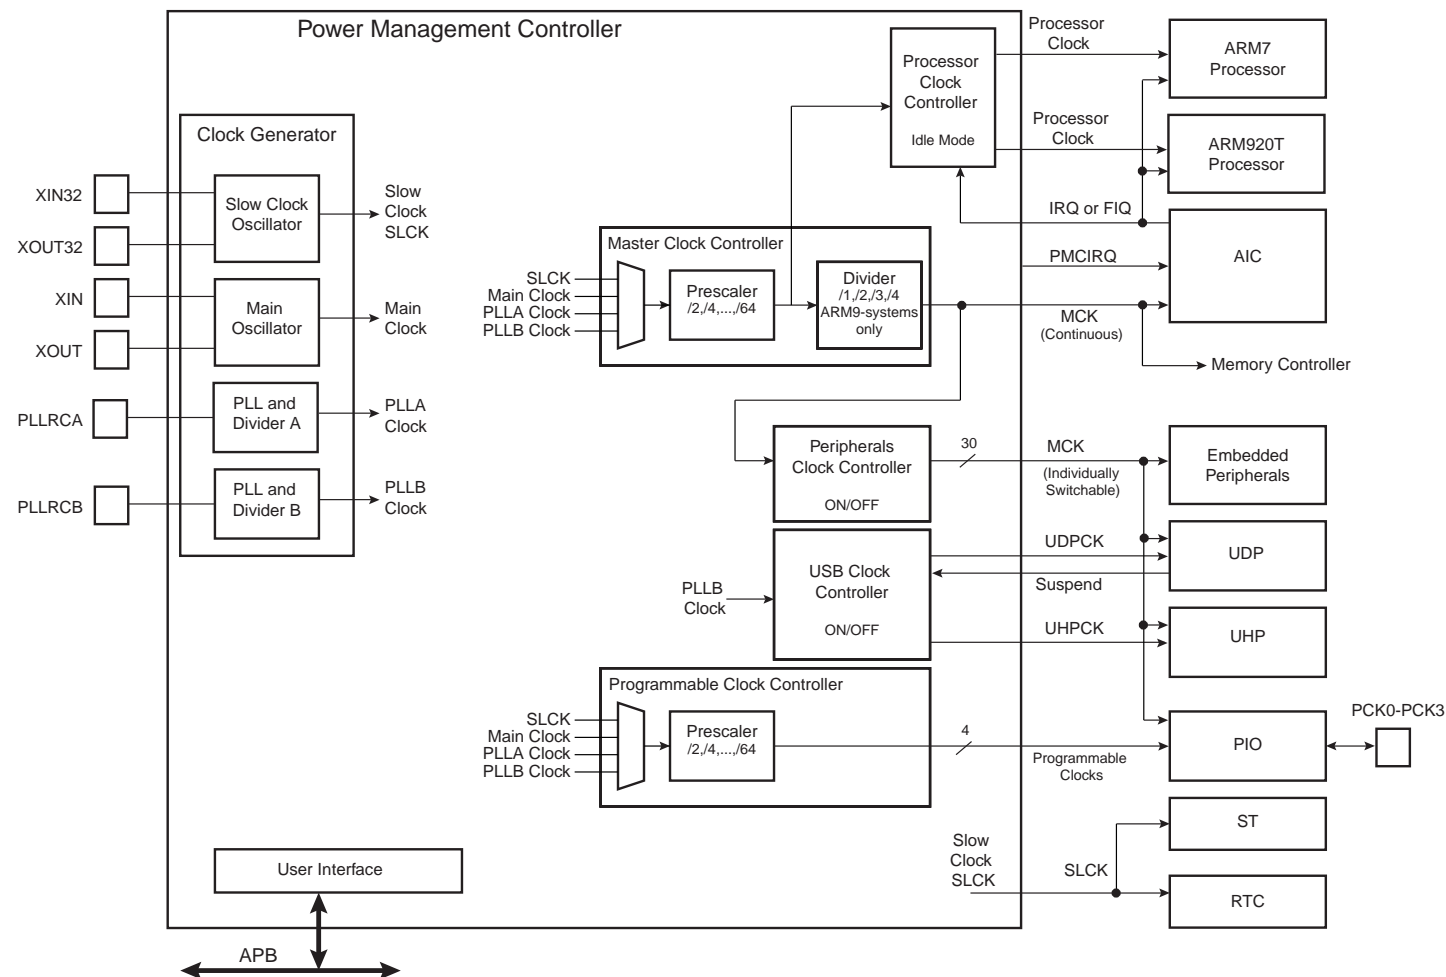 Power Management Controller
Clock Generator
XIN32
XOUT32
Slow Clock
Oscillator
Slow
Clock
SLCK
XIN
XOUT
Main
Oscillator
Main
Clock
PLLRCA
PLL and
Divider A
PLLA
Clock
PLLRCB
PLL and
Divider B
PLLB
Clock
Processor
Clock
Controller
Idle Mode
Processor
Clock
ARM7
Processor
Processor
Clock
ARM920T
Processor
IRQ or FIQ
PMCIRQ
AIC
MCK
(Continuous)
Memory Controller
Master Clock Controller
SLCK
Main Clock
PLLA Clock
PLLB Clock
Prescaler
/2,/4,...,/64
Divider
/1,/2,/3,/4
ARM9-systems
only
Peripherals
Clock Controller
ON/OFF
30
MCK
(Individually
Switchable)
Embedded
Peripherals
PLLB
Clock
USB Clock
Controller
ON/OFF
UDPCK
Suspend
UDP
UHPCK
UHP
Programmable Clock Controller
SLCK
Main Clock
PLLA Clock
PLLB Clock
Prescaler
/2,/4,...,/64
4
Programmable
Clocks
PIO
PCK0-PCK3
Slow
Clock
SLCK
SLCK
ST
RTC
User Interface
APB